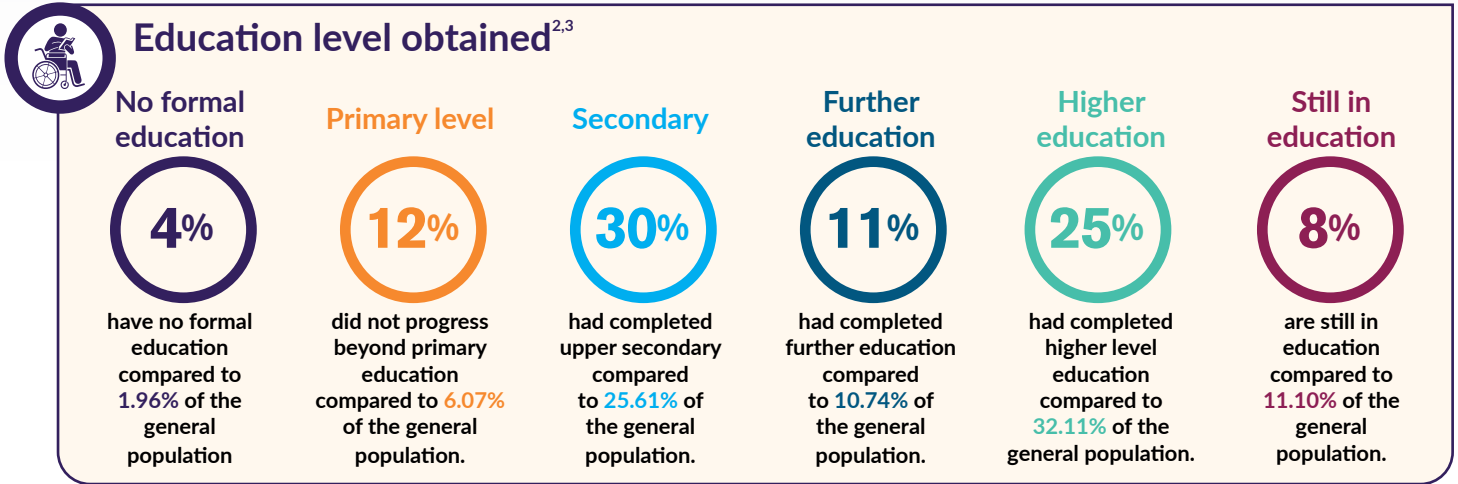 Education level obtained2,3
No formal
education
4%
have no formal
education
compared to
1.96% of the
general
population
Primary level
12%
did not progress
beyond primary
education
compared to 6.07%
of the general
population.
Secondary
30%
had completed
upper secondary
compared
to 25.61% of
the general
population.
Further
education
11%
had completed
further education
compared
to 10.74% of
the general
population.
Higher
education
25%
had completed
higher level
education
compared to
32.11% of the
general population.
Still in
education
8%
are still in
education
compared to
11.10% of the
general
population.